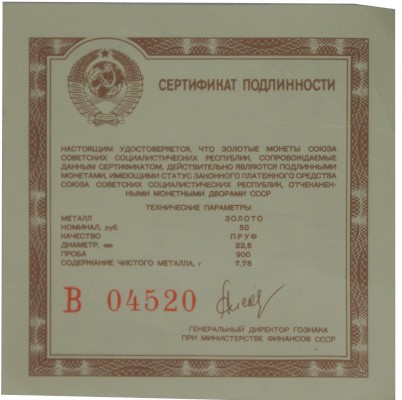 СЕРТИФИКАТ ПОДЛИННОСТИ
НАСТОЯЩИМ УДОСТОВЕРЯЕТСЯ, ЧТО ЗОЛОТЫЕ МОНЕТЫ СОЮЗА
СОВЕТСКИХ СОЦИАЛИСТИЧЕСКИХ РЕСПУБЛИК, СОПРОВОЖДАЕМЫЕ
ДАННЫМ СЕРТИФИКАТОМ, ДЕЙСТВИТЕЛЬНО ЯВЛЯЮТСЯ ПОДЛИННЫМИ
МОНЕТАМИ, ИМЕЮЩИМИ СТАТУС ЗАКОННОГО ПЛАТЕЖНОГО СРЕДСТВА
СОЮЗА СОВЕТСКИХ СОЦИАЛИСТИЧЕСКИХ РЕСПУБЛИК, ОТЧЕКАНЕН-
НЫМИ МОНЕТНЫМИ ДВОРАМИ СССР
ТЕХНИЧЕСКИЕ ПАРАМЕТРЫ
МЕТАЛЛ ЗОЛОТО
НОМИНАЛ, руб. 50
КАЧЕСТВО ПРУФ
ДИАМЕТР, мм 22,6
ПРОБА 900
СОДЕРЖАНИЕ ЧИСТОГО МЕТАЛЛА, г 7,78
В 04520
ГЕНЕРАЛЬНЫЙ ДИРЕКТОР ГОЗНАКА
ПРИ МИНИСТЕРСТВЕ ФИНАНСОВ СССР